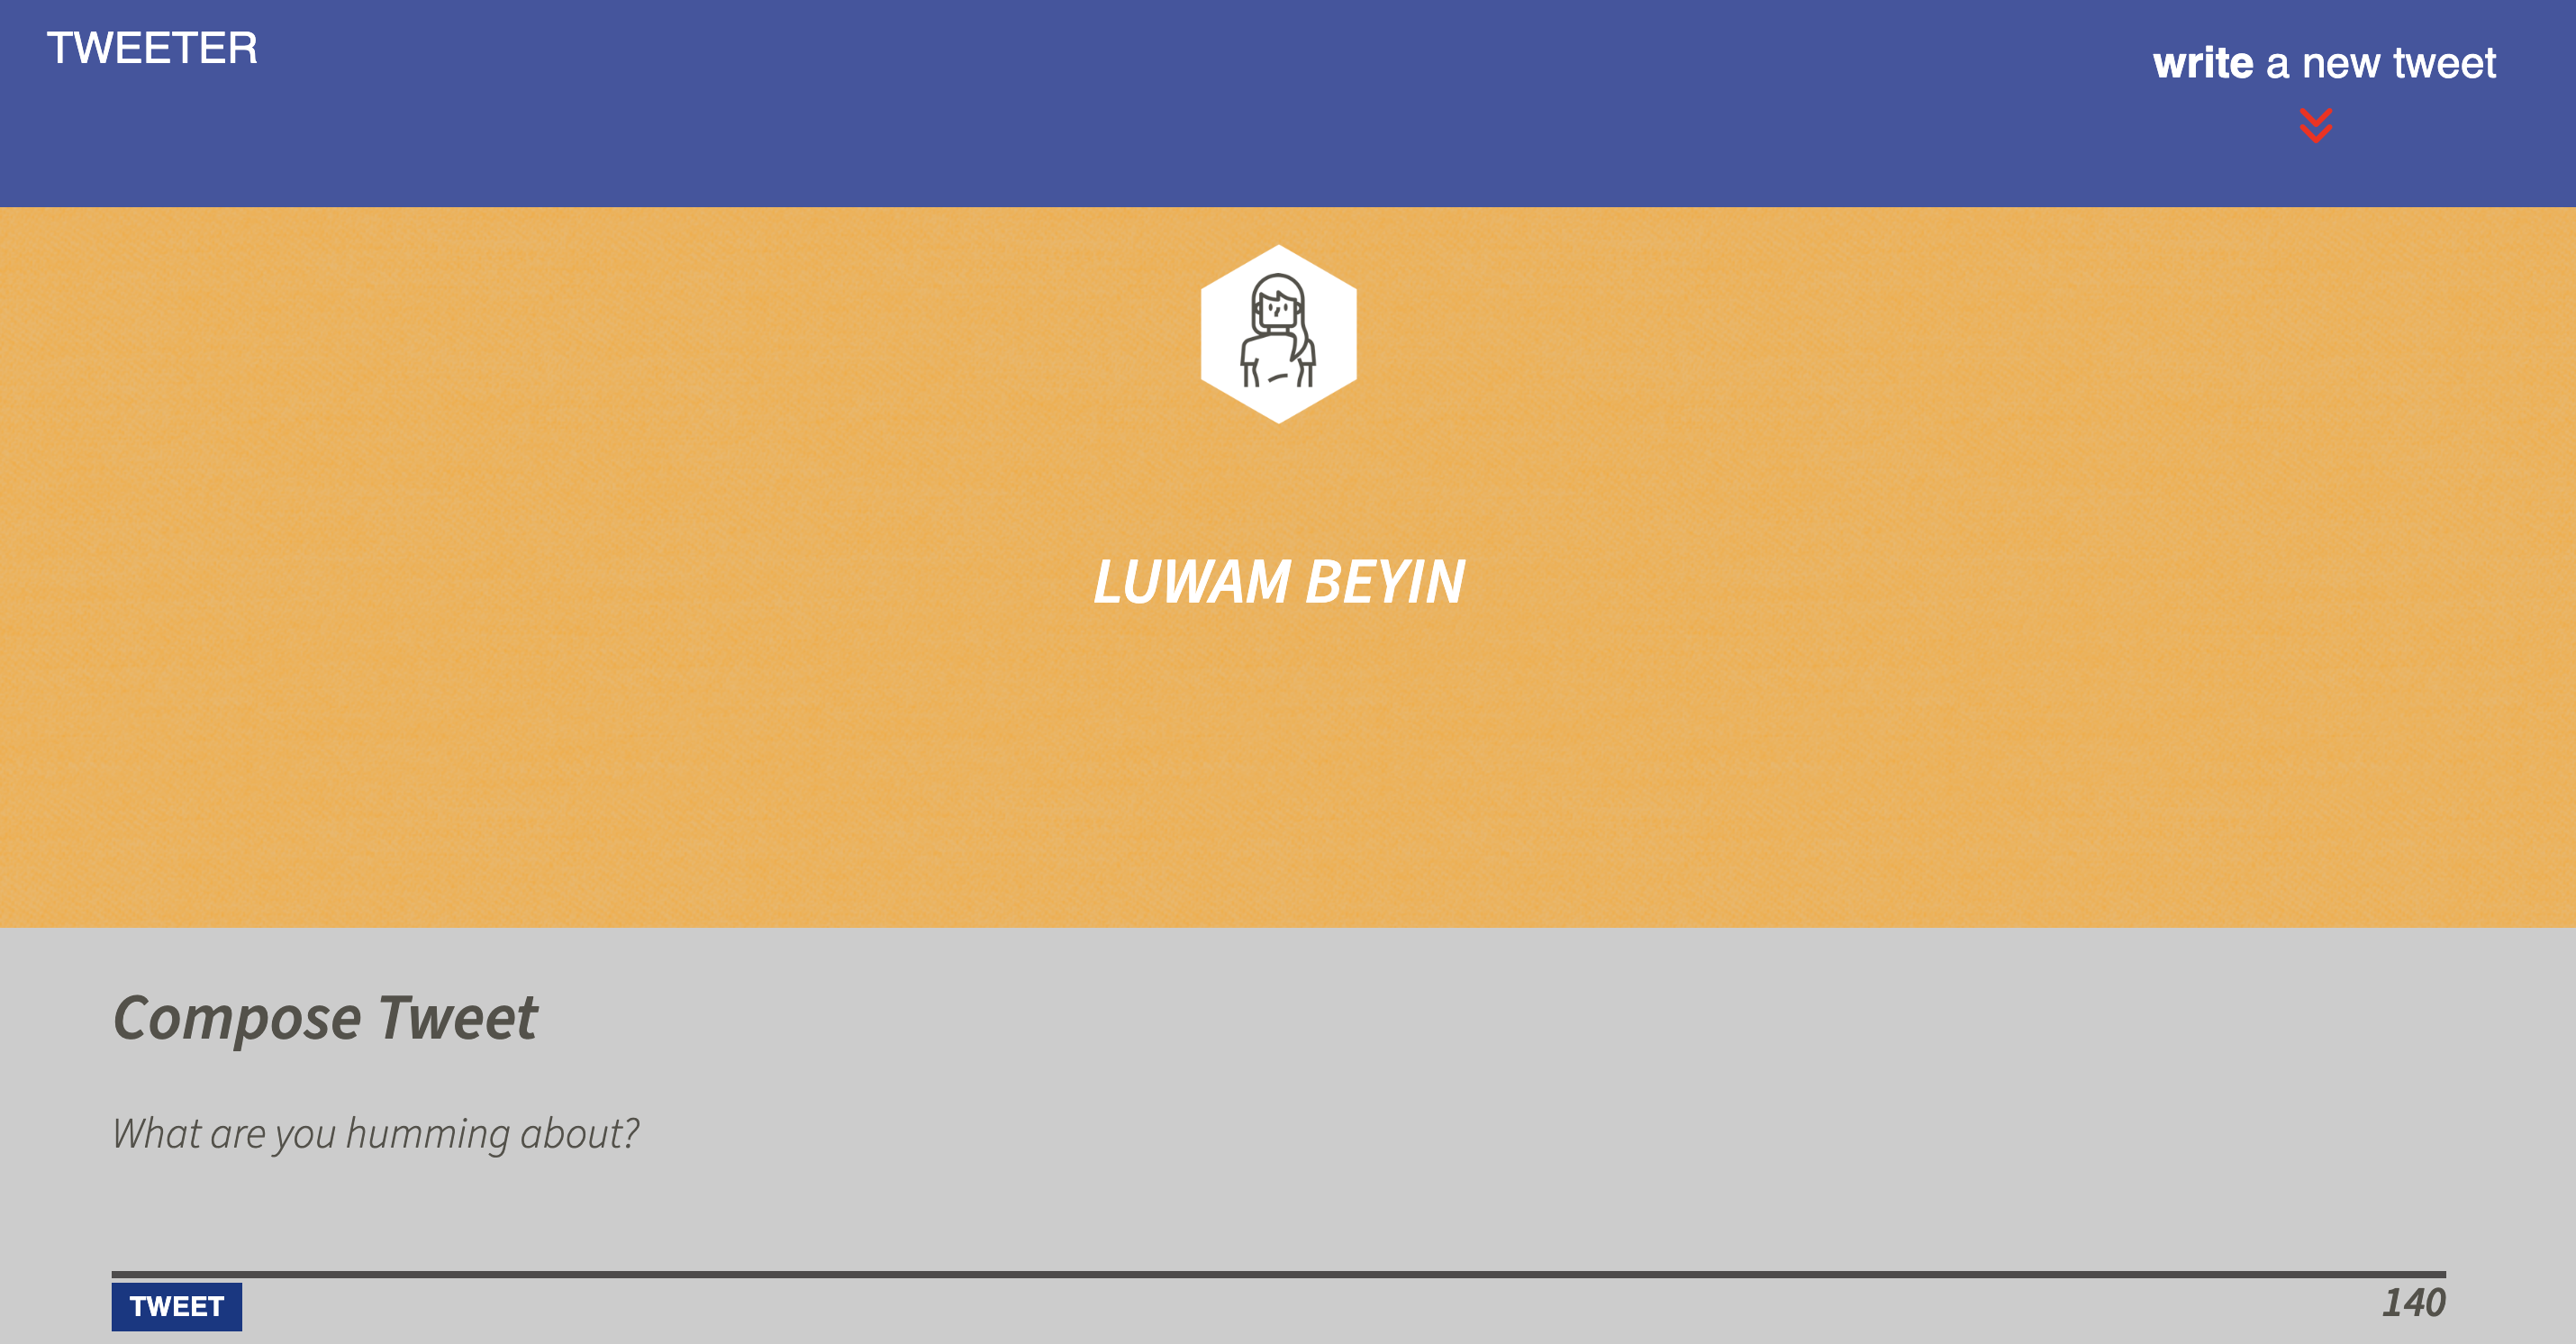 TWEETER
write a new tweet
LUWAM BEYIN
Compose Tweet
What are you humming about?
TWEET
140